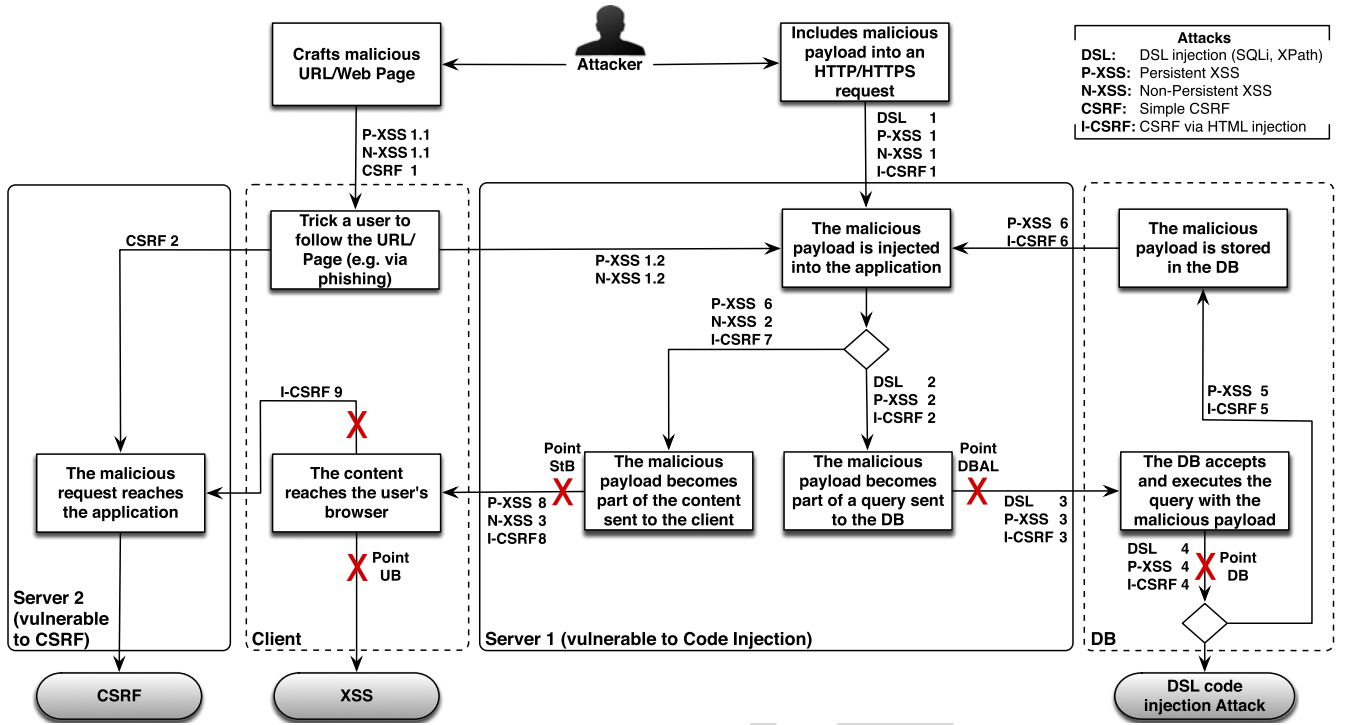 Attacker
Crafts malicious
URL/Web Page
Includes malicious
payload into an
HTTP/HTTPS
request
Attacks
DSL: DSL injection (SQLi, XPath)
P-XSS: Persistent XSS
N-XSS: Non-Persistent XSS
CSRF: Simple CSRF
I-CSRF: CSRF via HTML injection
P-XSS 1.1
N-XSS 1.1
CSRF 1
DSL 1
P-XSS 1
N-XSS 1
I-CSRF 1
Trick a user to
follow the URL/
Page (e.g. via
phishing)
The malicious
payload is injected
into the application
The malicious
payload is stored
in the DB
CSRF 2
P-XSS 1.2
N-XSS 1.2
P-XSS 6
I-CSRF 6
P-XSS 6
N-XSS 2
I-CSRF 7
DSL 2
P-XSS 2
I-CSRF 2
P-XSS 5
I-CSRF 5
I-CSRF 9
The malicious
request reaches
the application
The content
reaches the user's
browser
Point
StB
The malicious
payload becomes
part of the content
sent to the client
The malicious
payload becomes
part of a query sent
to the DB
Point
DBAL
The DB accepts
and executes the
query with the
malicious payload
P-XSS 8
N-XSS 3
I-CSRF 8
DSL 3
P-XSS 3
I-CSRF 3
Point
UB
DSL 4
P-XSS 4
I-CSRF 4
Point
DB
Server 2
(vulnerable
to CSRF)
Client
Server 1 (vulnerable to Code Injection)
DB
CSRF
XSS
DSL code
injection Attack